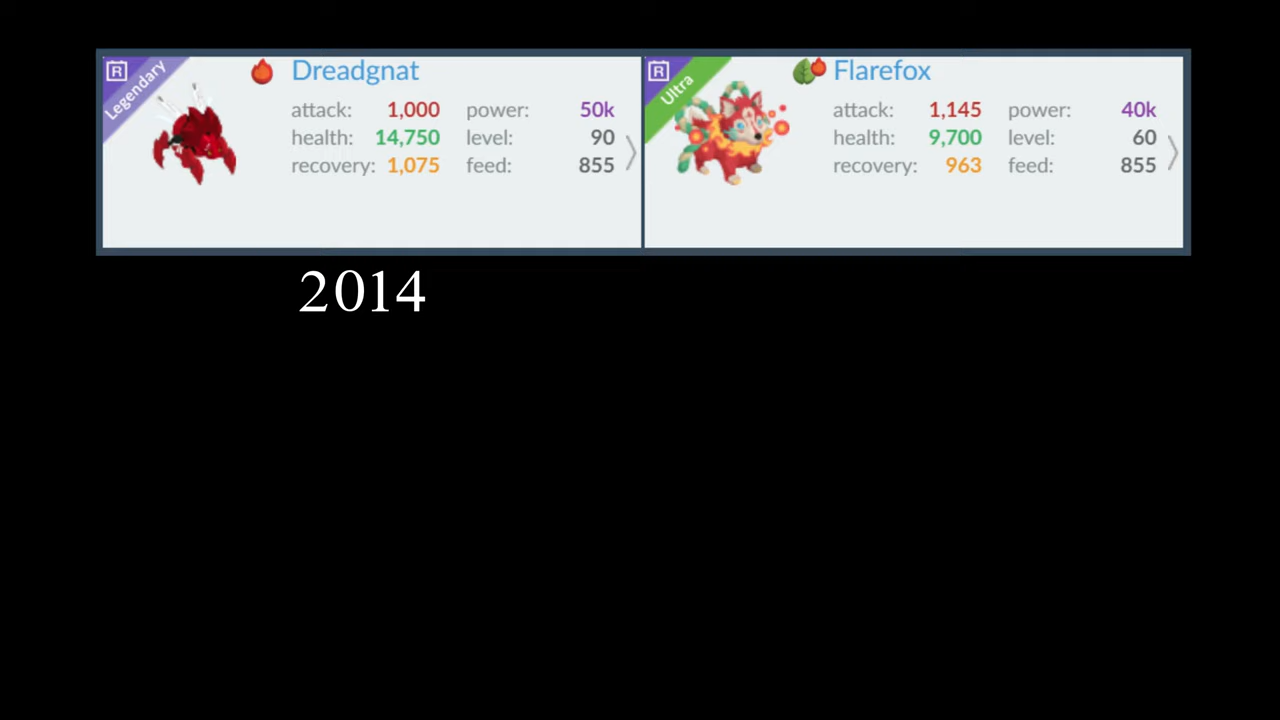 R Legendary
Dreadgnat
attack: 1,000 power: 50k
health: 14,750 level: 90
recovery: 1,075 feed: 855
R Ultra
Flarefox
attack: 1,145 power: 40k
health: 9,700 level: 60
recovery: 963 feed: 855
2014